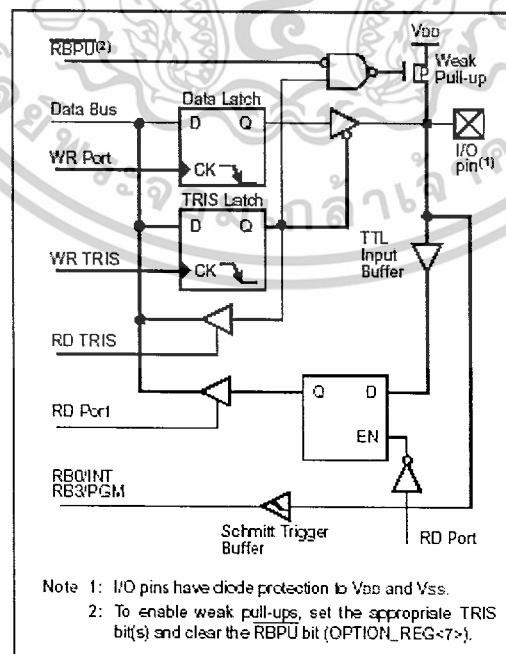 VDD
RBPU(2)
Weak
Pull-up
Data Bus
Data Latch
D Q
WR Port
CK
I/O
pin(1)
TRIS Latch
D Q
TTL
Input
Buffer
WR TRIS
CK
RD TRIS
Q D
RD Port
EN
RB0/INT
RB3/PGM
Schmitt Trigger
Buffer
RD Port
Note 1: I/O pins have diode protection to VDD and VSS.
2: To enable weak pull-ups, set the appropriate TRIS
bit(s) and clear the RBPU bit (OPTION_REG<7>).